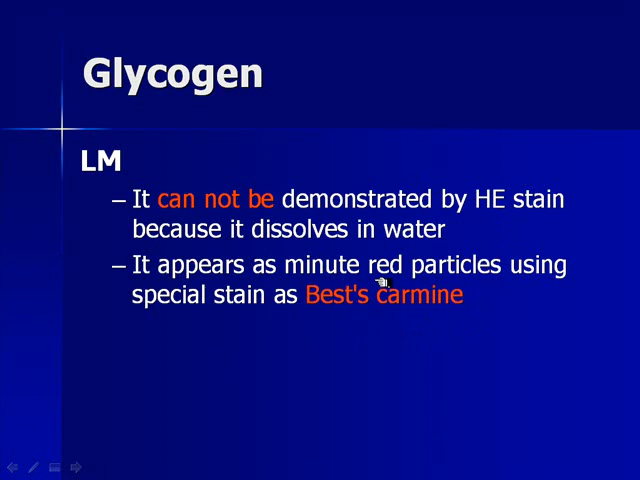 Glycogen
LM
– It can not be demonstrated by HE stain
because it dissolves in water
– It appears as minute red particles using
special stain as Best's carmine